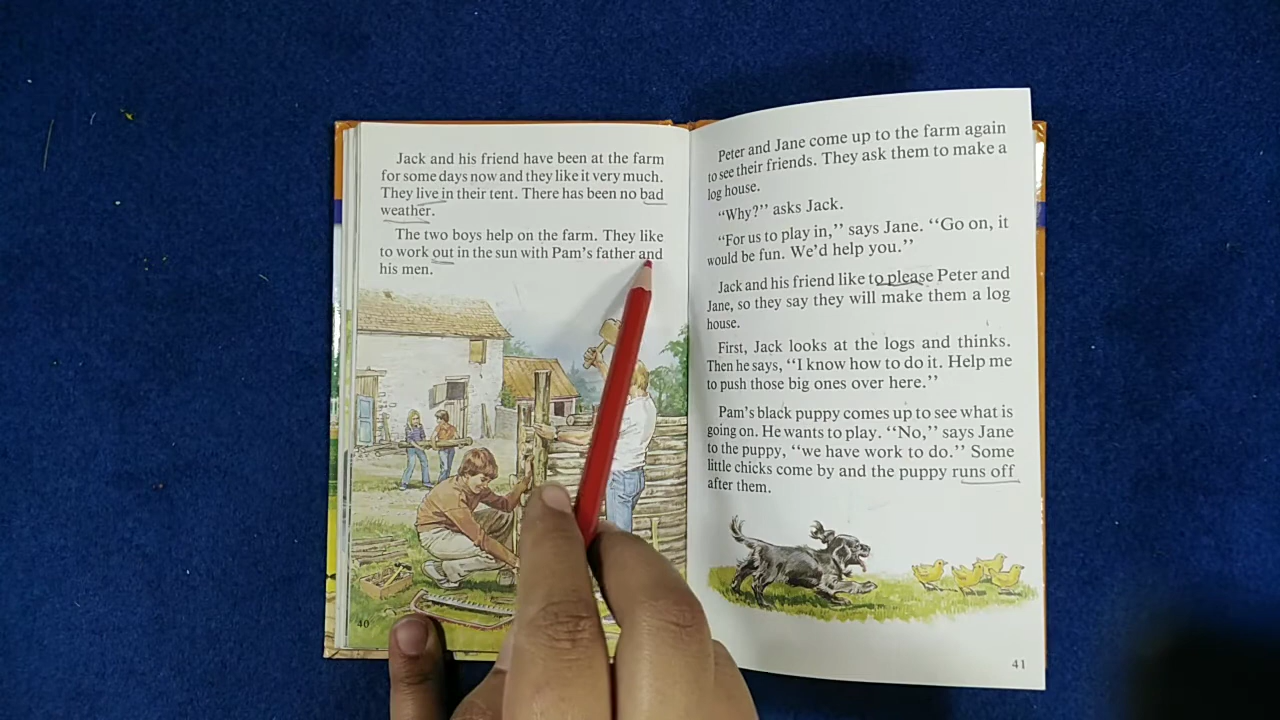 Jack and his friend have been at the farm
for some days now and they like it very much.
They live in their tent. There has been no bad
weather.
The two boys help on the farm. They like
to work out in the sun with Pam's father and
his men.
40
Peter and Jane come up to the farm again
to see their friends. They ask them to make a
log house.
"Why?" asks Jack.
"For us to play in," says Jane. "Go on, it
would be fun. We'd help you."
Jack and his friend like to please Peter and
Jane, so they say they will make them a log
house.
First, Jack looks at the logs and thinks.
Then he says, "I know how to do it. Help me
to push those big ones over here."
Pam's black puppy comes up to see what is
going on. He wants to play. "No," says Jane
to the puppy, "we have work to do." Some
little chicks come by and the puppy runs off
after them.
41